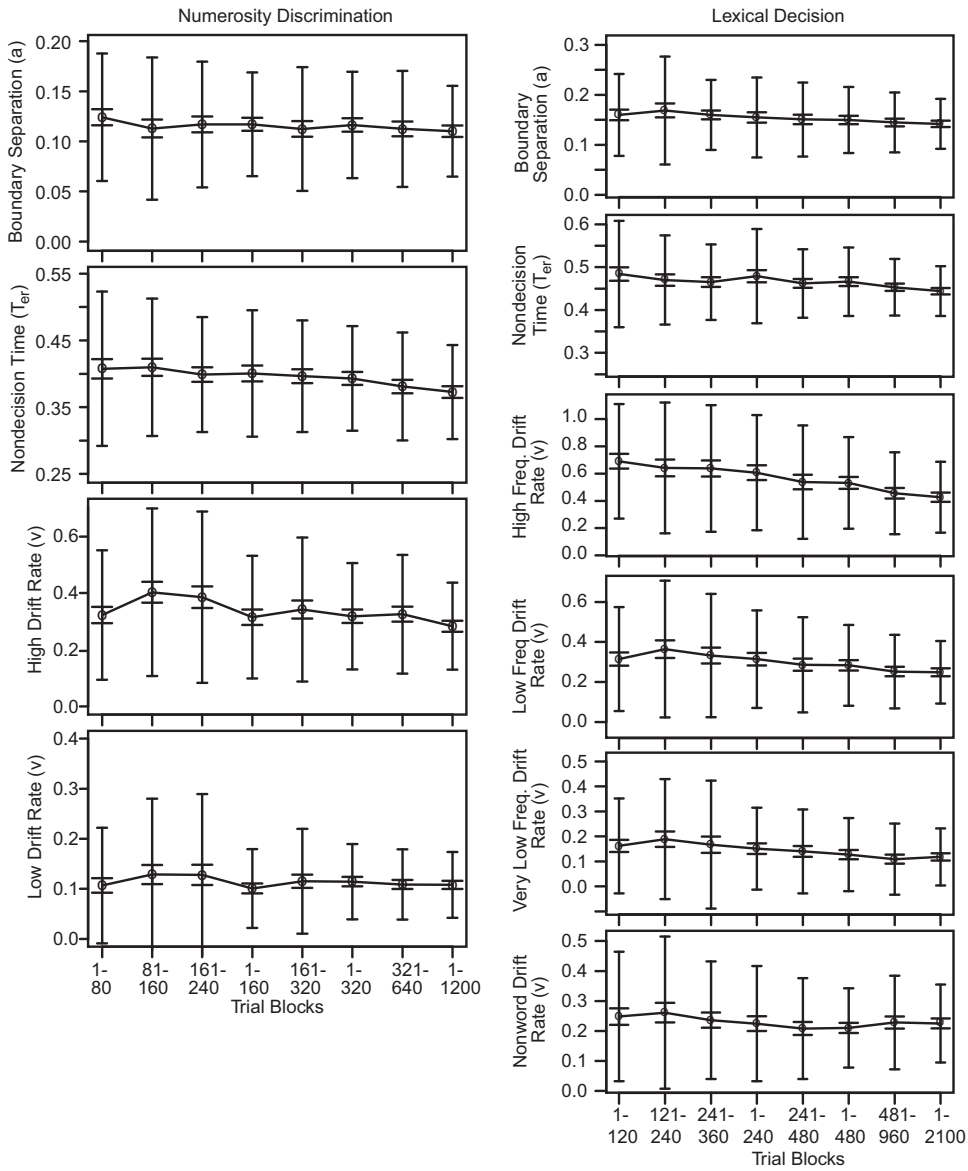 Numerosity Discrimination
Boundary Separation (a)
0.20
0.15
0.10
0.05
0.00
Nondecision Time (Ter)
0.55
0.45
0.35
0.25
High Drift Rate (v)
0.6
0.4
0.2
0.0
Low Drift Rate (v)
0.4
0.3
0.2
0.1
0.0
1- 81- 161- 1- 161- 1- 321- 1-
80 160 240 160 320 320 640 1200
Trial Blocks
Lexical Decision
Boundary
Separation (a)
0.3
0.2
0.1
0.0
Nondecision
Time (Ter)
0.6
0.5
0.4
0.3
High Freq. Drift
Rate (v)
1.0
0.8
0.6
0.4
0.2
0.0
Low Freq Drift
Rate (v)
0.6
0.4
0.2
0.0
Very Low Freq. Drift
Rate (v)
0.5
0.4
0.3
0.2
0.1
0.0
Nonword Drift
Rate (v)
0.5
0.4
0.3
0.2
0.1
0.0
1- 121- 241- 1- 241- 1- 481- 1-
120 240 360 240 480 480 960 2100
Trial Blocks